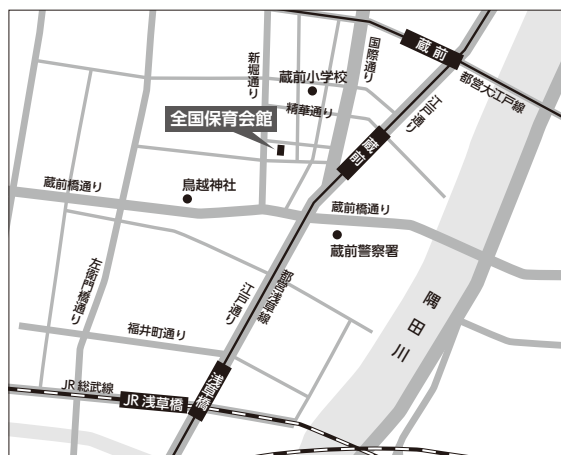 蔵前
国際通り
新堀通り
蔵前小学校
都営大江戸線
江戸通り
精華通り
全国保育会館
蔵前
鳥越神社
蔵前橋通り
蔵前橋通り
蔵前警察署
左衛門橋通り
江戸通り
都営浅草線
隅田川
福井町通り
浅草橋
JR 総武線
JR 浅草橋